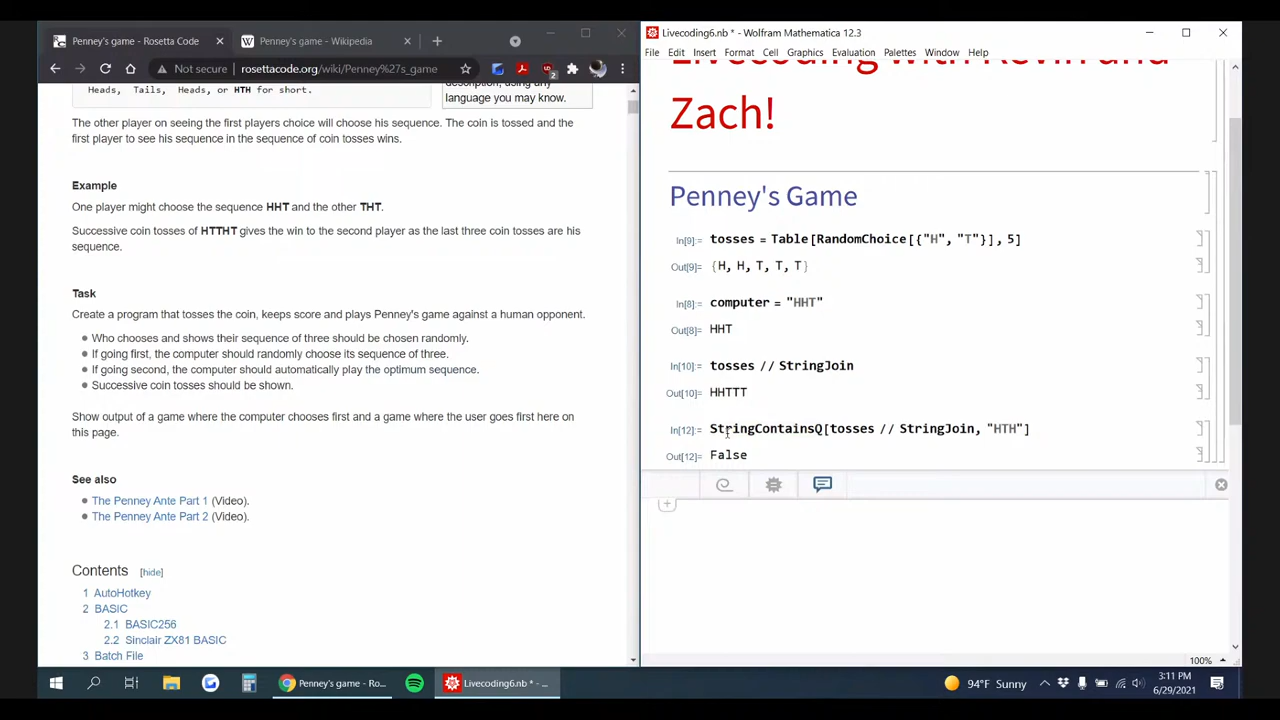 Penney's game - Rosetta Code
Penney's game - Wikipedia
Not secure
rosettacode.org/wiki/Penney%27s_game
2
Heads, Tails, Heads, or HTH for short.
description, using any
language you may know.
The other player on seeing the first players choice will choose his sequence. The coin is tossed and the
first player to see his sequence in the sequence of coin tosses wins.
Example
One player might choose the sequence HHT and the other THT.
Successive coin tosses of HTTHT gives the win to the second player as the last three coin tosses are his
sequence.
Task
Create a program that tosses the coin, keeps score and plays Penney's game against a human opponent.
Who chooses and shows their sequence of three should be chosen randomly.
If going first, the computer should randomly choose its sequence of three.
If going second, the computer should automatically play the optimum sequence.
Successive coin tosses should be shown.
Show output of a game where the computer chooses first and a game where the user goes first here on
this page.
See also
The Penney Ante Part 1 (Video).
The Penney Ante Part 2 (Video).
Contents [hide]
1 AutoHotkey
2 BASIC
2.1 BASIC256
2.2 Sinclair ZX81 BASIC
3 Batch File
Livecoding6.nb * - Wolfram Mathematica 12.3
File Edit Insert Format Cell Graphics Evaluation Palettes Window Help
Livecoding with Kevin and
Zach!
Penney's Game
In[9]:= tosses = Table[RandomChoice[{"H", "T"}], 5]
Out[9]= {H, H, T, T, T}
In[8]:= computer = "HHT"
Out[8]= HHT
In[10]:= tosses // StringJoin
Out[10]= HHTTT
In[12]:= StringContainsQ[tosses // StringJoin, "HTH"]
Out[12]= False
100%
Penney's game - Ro...
Livecoding6.nb * - ...
94°F Sunny
3:11 PM
6/29/2021